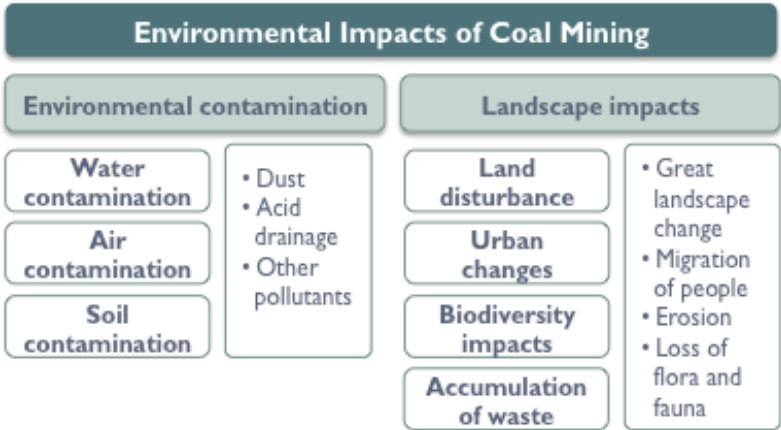 Environmental Impacts of Coal Mining
Environmental contamination
Water
contamination
Air
contamination
Soil
contamination
• Dust
• Acid
drainage
• Other
pollutants
Landscape impacts
Land
disturbance
Urban
changes
Biodiversity
impacts
Accumulation
of waste
• Great
landscape
change
• Migration
of people
• Erosion
• Loss of
flora and
fauna